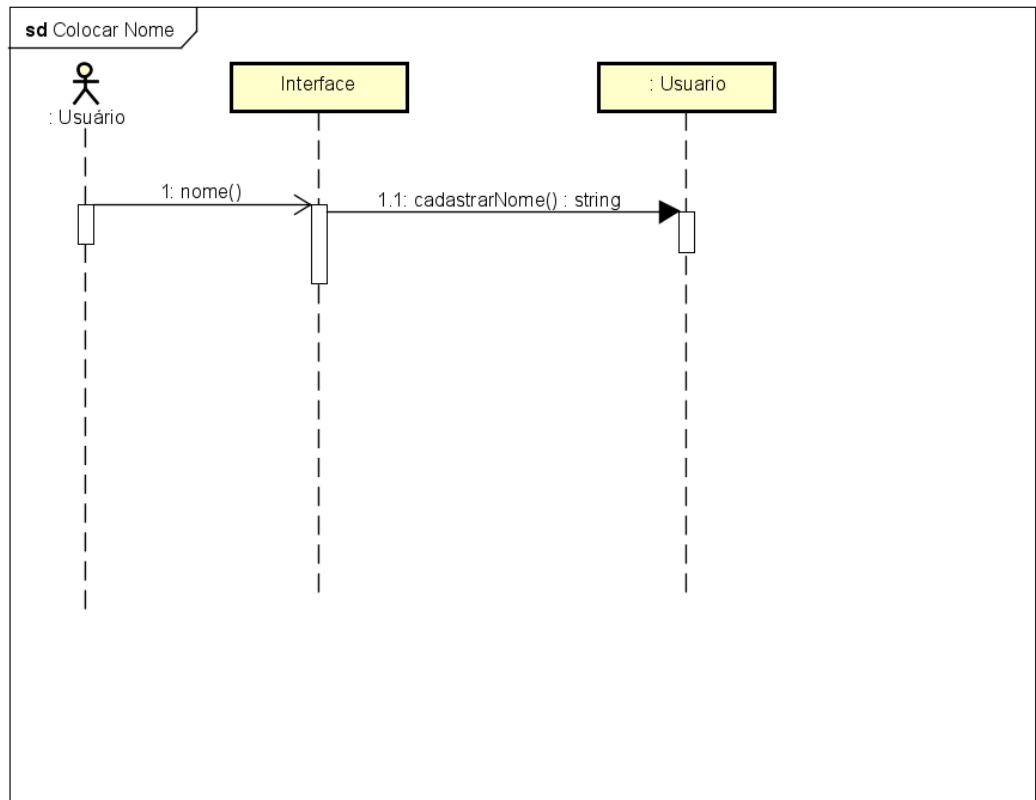 sd Colocar Nome
: Usuário
Interface
: Usuario
1: nome()
1.1: cadastrarNome() : string